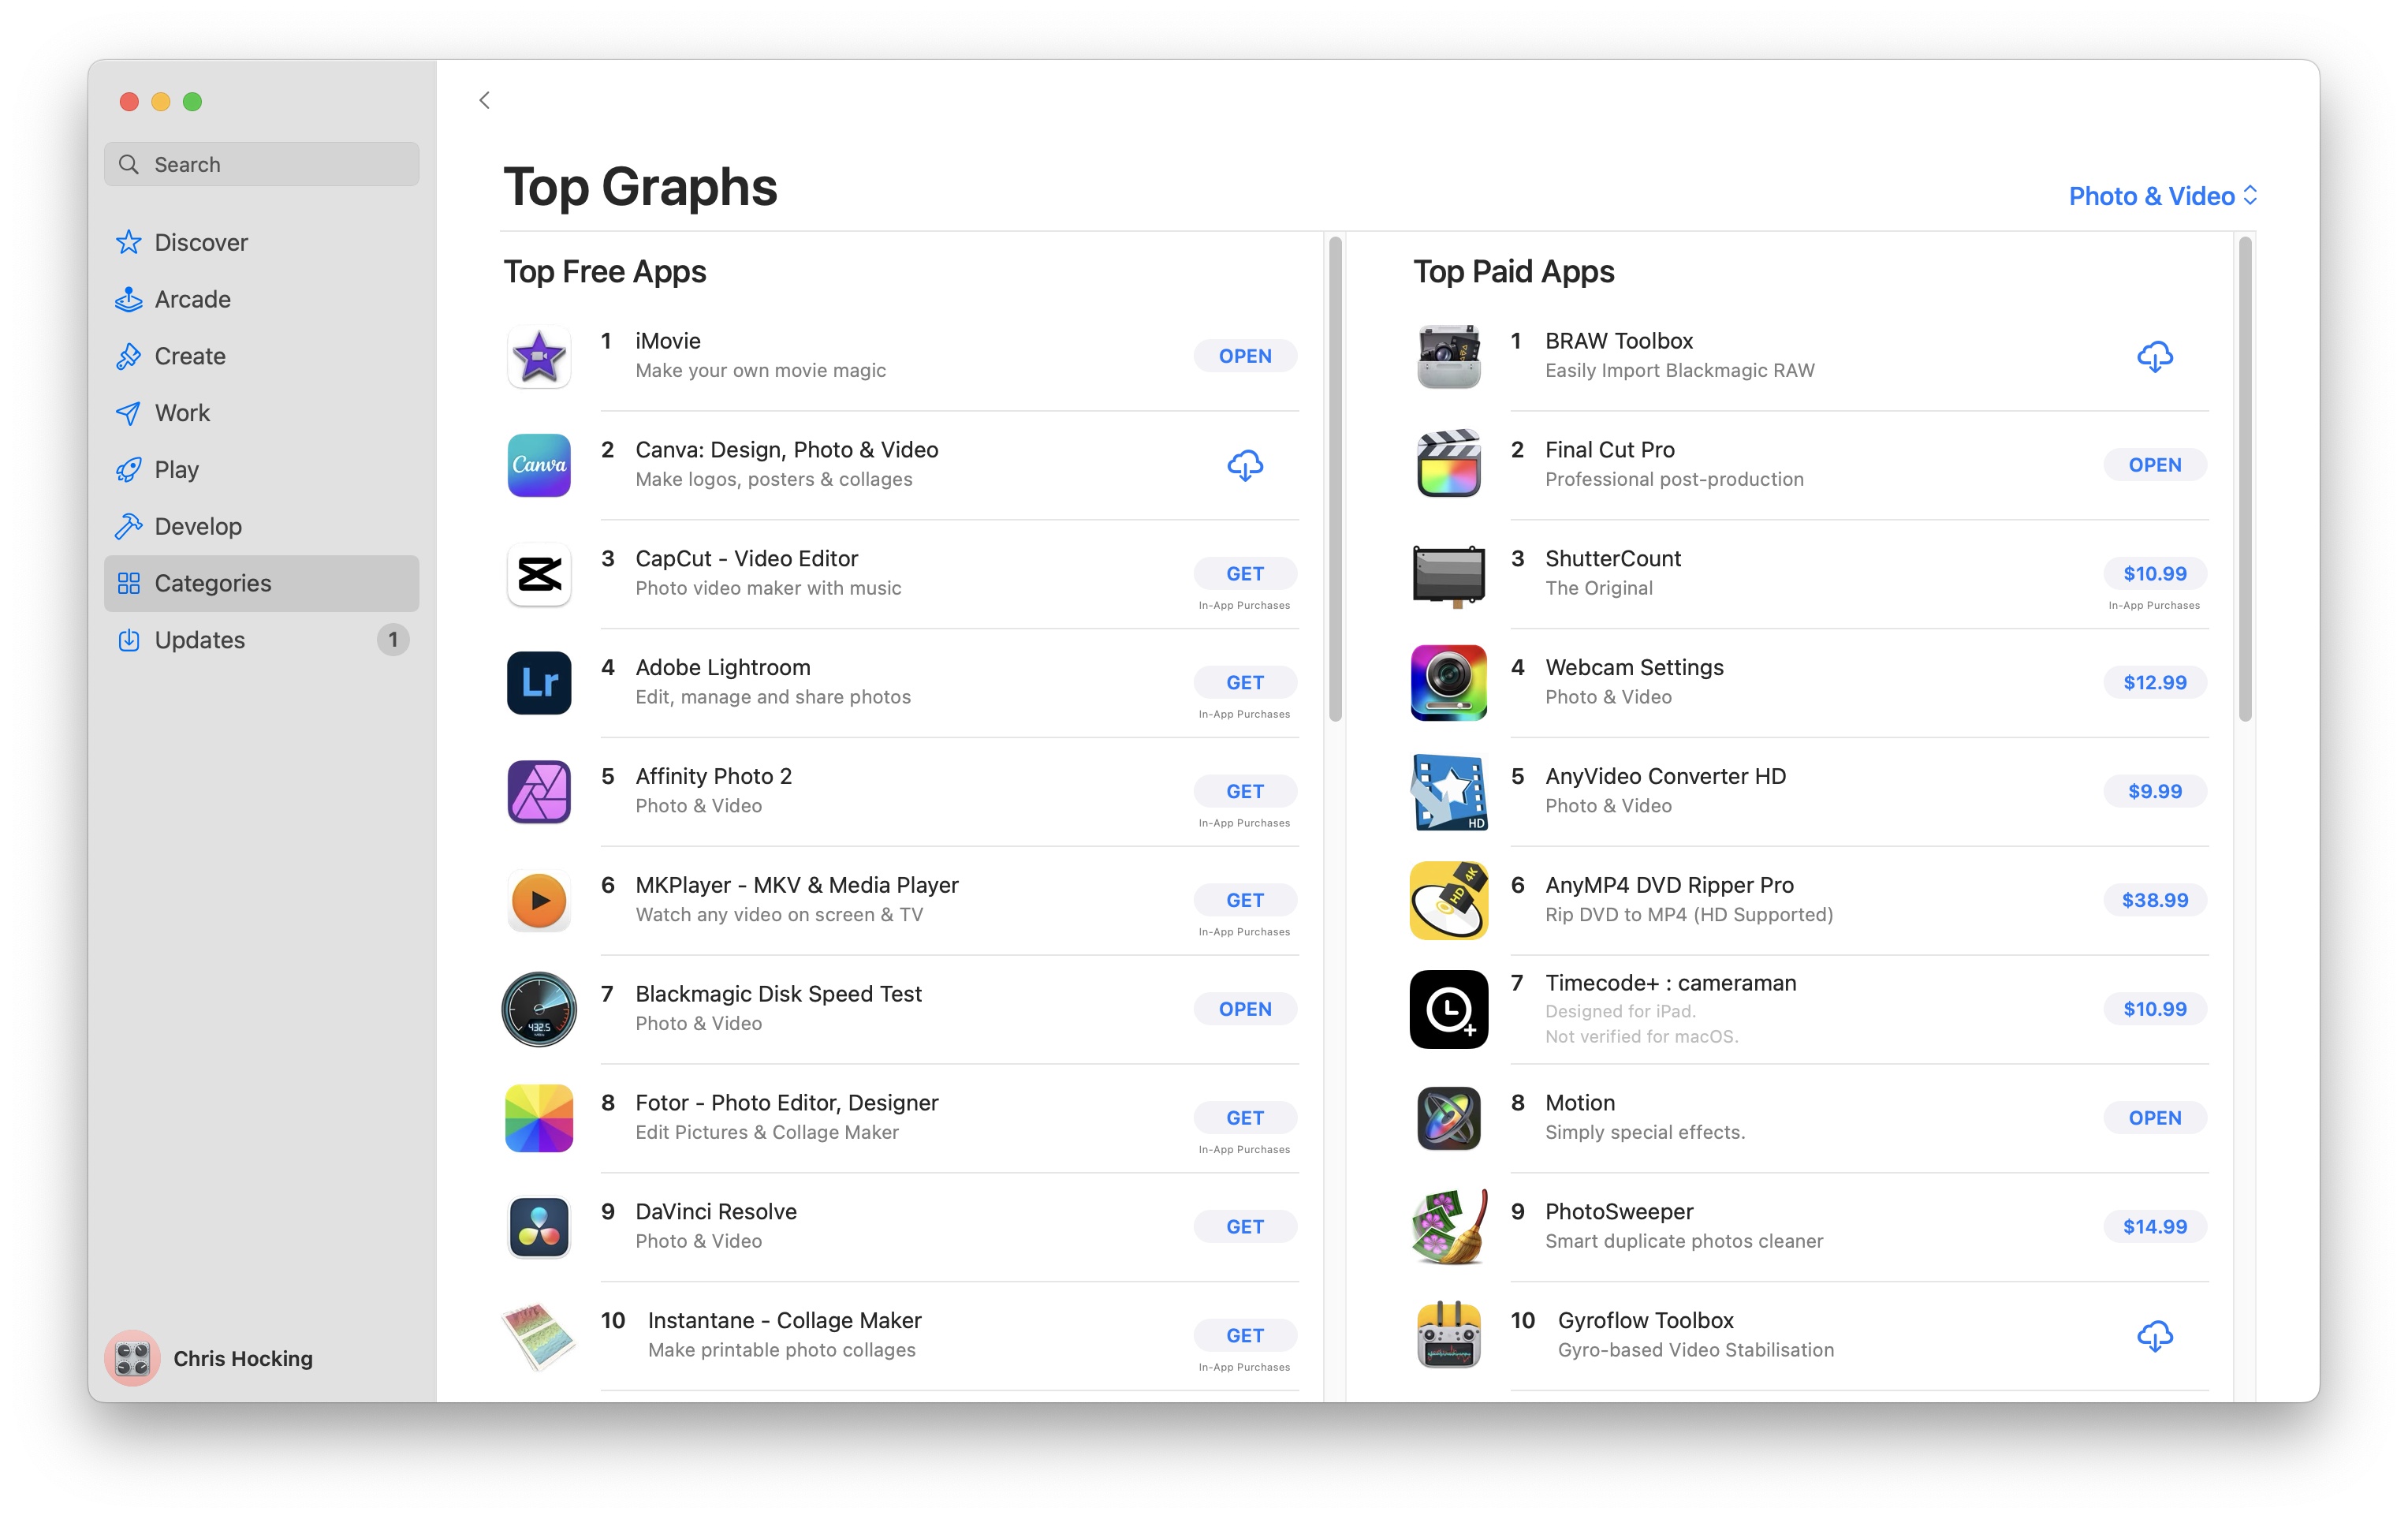 Search
Discover
Arcade
Create
Work
Play
Develop
Categories
Updates
1
Chris Hocking
Top Graphs
Photo & Video
Top Free Apps
1 iMovie
Make your own movie magic
OPEN
Canva
2 Canva: Design, Photo & Video
Make logos, posters & collages
3 CapCut - Video Editor
Photo video maker with music
GET
In-App Purchases
Lr
4 Adobe Lightroom
Edit, manage and share photos
GET
In-App Purchases
5 Affinity Photo 2
Photo & Video
GET
In-App Purchases
6 MKPlayer - MKV & Media Player
Watch any video on screen & TV
GET
In-App Purchases
432.5
7 Blackmagic Disk Speed Test
Photo & Video
OPEN
8 Fotor - Photo Editor, Designer
Edit Pictures & Collage Maker
GET
In-App Purchases
9 DaVinci Resolve
Photo & Video
GET
10 Instantane - Collage Maker
Make printable photo collages
GET
In-App Purchases
Top Paid Apps
1 BRAW Toolbox
Easily Import Blackmagic RAW
2 Final Cut Pro
Professional post-production
OPEN
3 ShutterCount
The Original
$10.99
In-App Purchases
4 Webcam Settings
Photo & Video
$12.99
HD
5 AnyVideo Converter HD
Photo & Video
$9.99
4K
HD
6 AnyMP4 DVD Ripper Pro
Rip DVD to MP4 (HD Supported)
$38.99
7 Timecode+ : cameraman
Designed for iPad.
Not verified for macOS.
$10.99
8 Motion
Simply special effects.
OPEN
9 PhotoSweeper
Smart duplicate photos cleaner
$14.99
10 Gyroflow Toolbox
Gyro-based Video Stabilisation